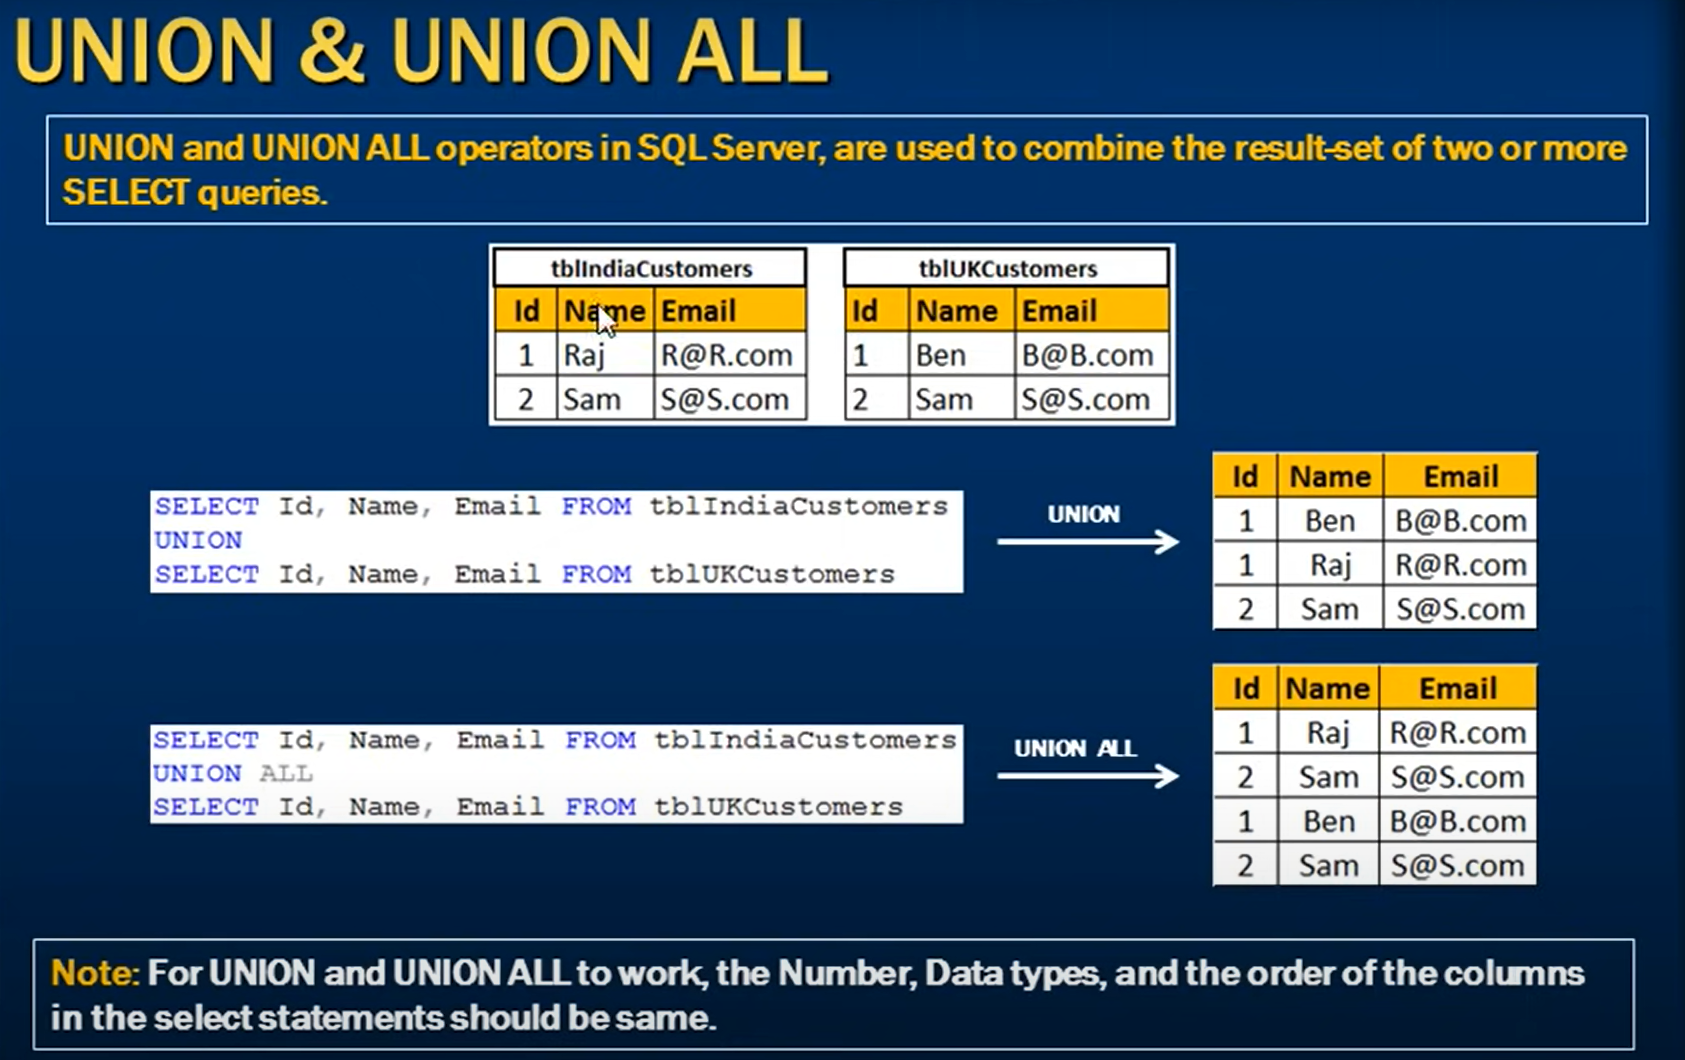 UNION & UNION ALL
UNION and UNION ALL operators in SQL Server, are used to combine the result-set of two or more
SELECT queries.
tblIndiaCustomers
Id Name Email
1 Raj R@R.com
2 Sam S@S.com
tblUKCustomers
Id Name Email
1 Ben B@B.com
2 Sam S@S.com
SELECT Id, Name, Email FROM tblIndiaCustomers
UNION
SELECT Id, Name, Email FROM tblUKCustomers
UNION
Id Name Email
1 Ben B@B.com
1 Raj R@R.com
2 Sam S@S.com
SELECT Id, Name, Email FROM tblIndiaCustomers
UNION ALL
SELECT Id, Name, Email FROM tblUKCustomers
UNION ALL
Id Name Email
1 Raj R@R.com
2 Sam S@S.com
1 Ben B@B.com
2 Sam S@S.com
Note: For UNION and UNION ALL to work, the Number, Data types, and the order of the columns
in the select statements should be same.